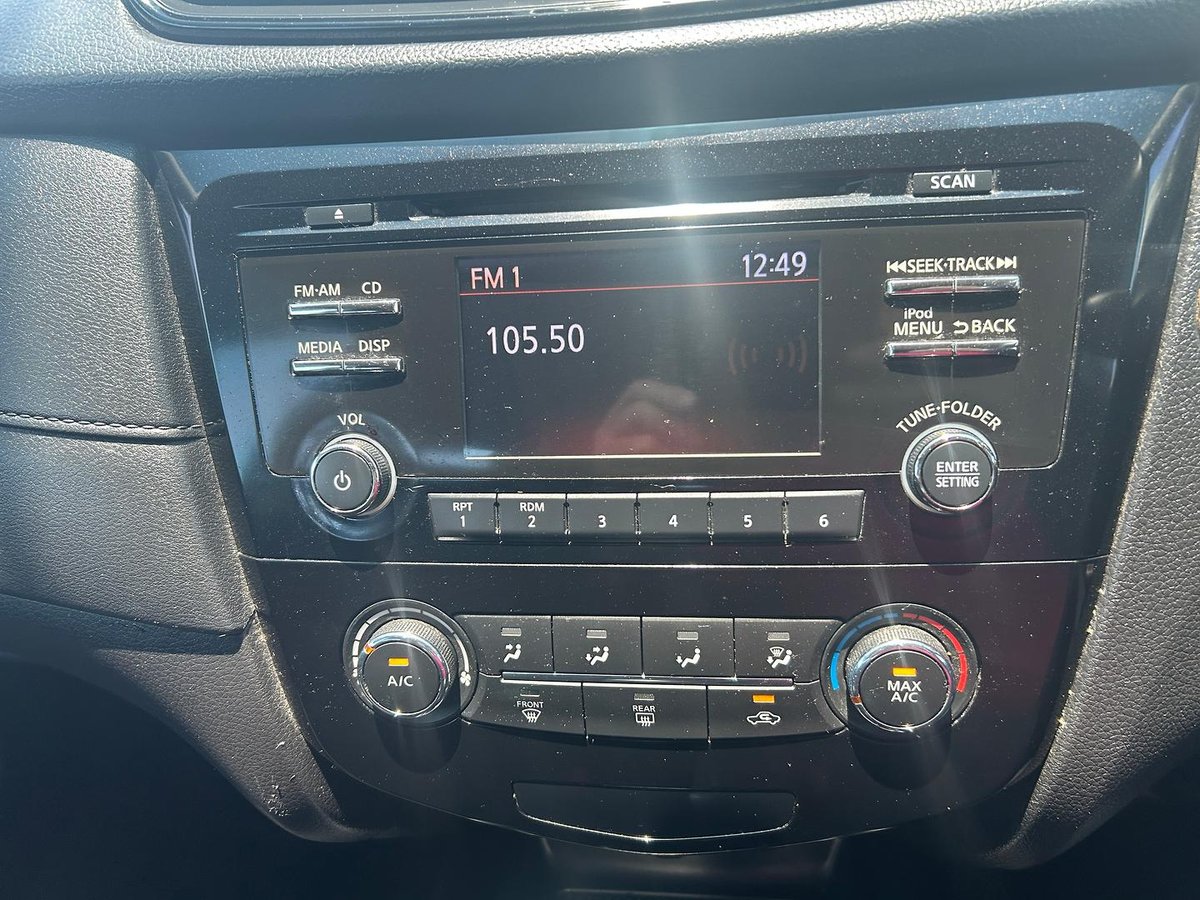 SCAN
FM 1
12:49
105.50
FM·AM CD
MEDIA DISP
VOL
SEEK·TRACK
iPod
MENU BACK
TUNE·FOLDER
ENTER
SETTING
RPT
1
RDM
2
3
4
5
6
A/C
FRONT
REAR
MAX
A/C